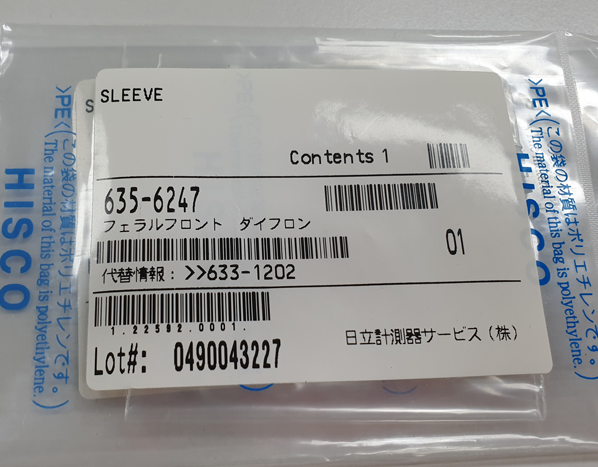 SLEEVE
Contents 1
635-6247
フェラルフロント ダイフロン
01
代替情報: >>633-1202
1.22592.0001.
Lot#: 0490043227
日立計測器サービス(株)
S
>PE<(この袋の材質はポリエチレンです。
The material of this bag is polyethylene.)
HISCO
>PE<(この袋の材質はポリエチレンです。
The material of this bag is polyethylene.)
HISCO